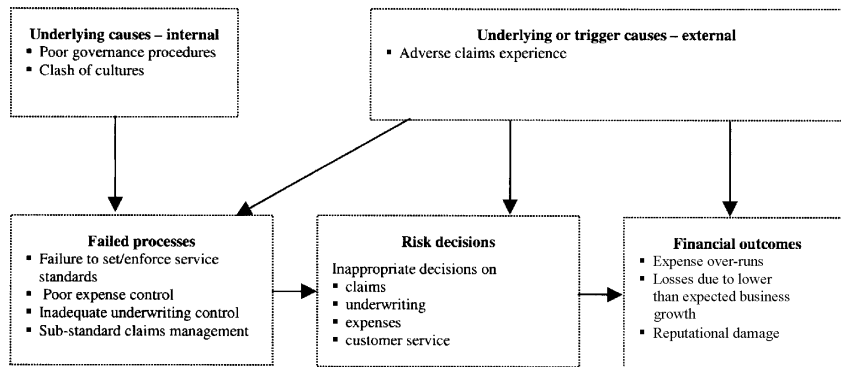 Underlying causes – internal
▪ Poor governance procedures
▪ Clash of cultures
Underlying or trigger causes – external
▪ Adverse claims experience
Failed processes
▪ Failure to set/enforce service
standards
▪ Poor expense control
▪ Inadequate underwriting control
▪ Sub-standard claims management
Risk decisions
Inappropriate decisions on
▪ claims
▪ underwriting
▪ expenses
▪ customer service
Financial outcomes
▪ Expense over-runs
▪ Losses due to lower
than expected business
growth
▪ Reputational damage